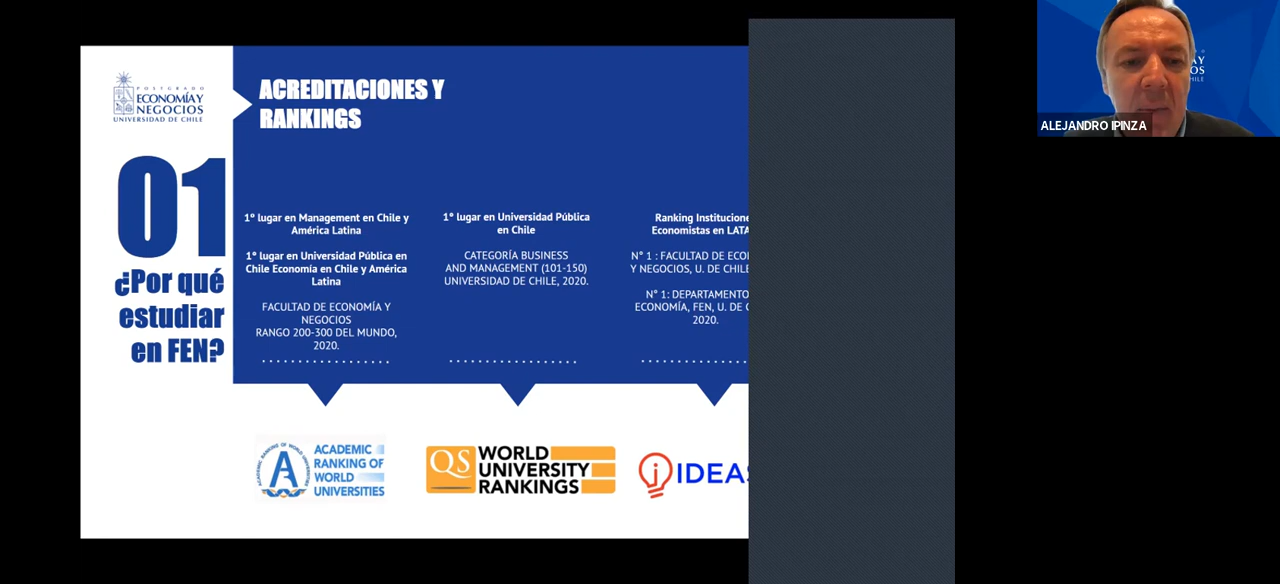 POSTGRADO
ECONOMÍA Y
NEGOCIOS
UNIVERSIDAD DE CHILE
01
¿Por qué
estudiar
en FEN?
ACREDITACIONES Y
RANKINGS
1º lugar en Management en Chile y
América Latina
1º lugar en Universidad Pública en
Chile Economía en Chile y América
Latina
FACULTAD DE ECONOMÍA Y
NEGOCIOS
RANGO 200-300 DEL MUNDO,
2020.
1º lugar en Universidad Pública
en Chile
CATEGORÍA BUSINESS
AND MANAGEMENT (101-150)
UNIVERSIDAD DE CHILE, 2020.
Ranking Institucione
Economistas en LATA
N° 1 : FACULTAD DE ECO
Y NEGOCIOS, U. DE CHILE
N° 1: DEPARTAMENTO
ECONOMÍA, FEN, U. DE C
2020.
A
ACADEMIC
RANKING OF
WORLD
UNIVERSITIES
QS
WORLD
UNIVERSITY
RANKINGS
IDEAS
ALEJANDRO IPINZA